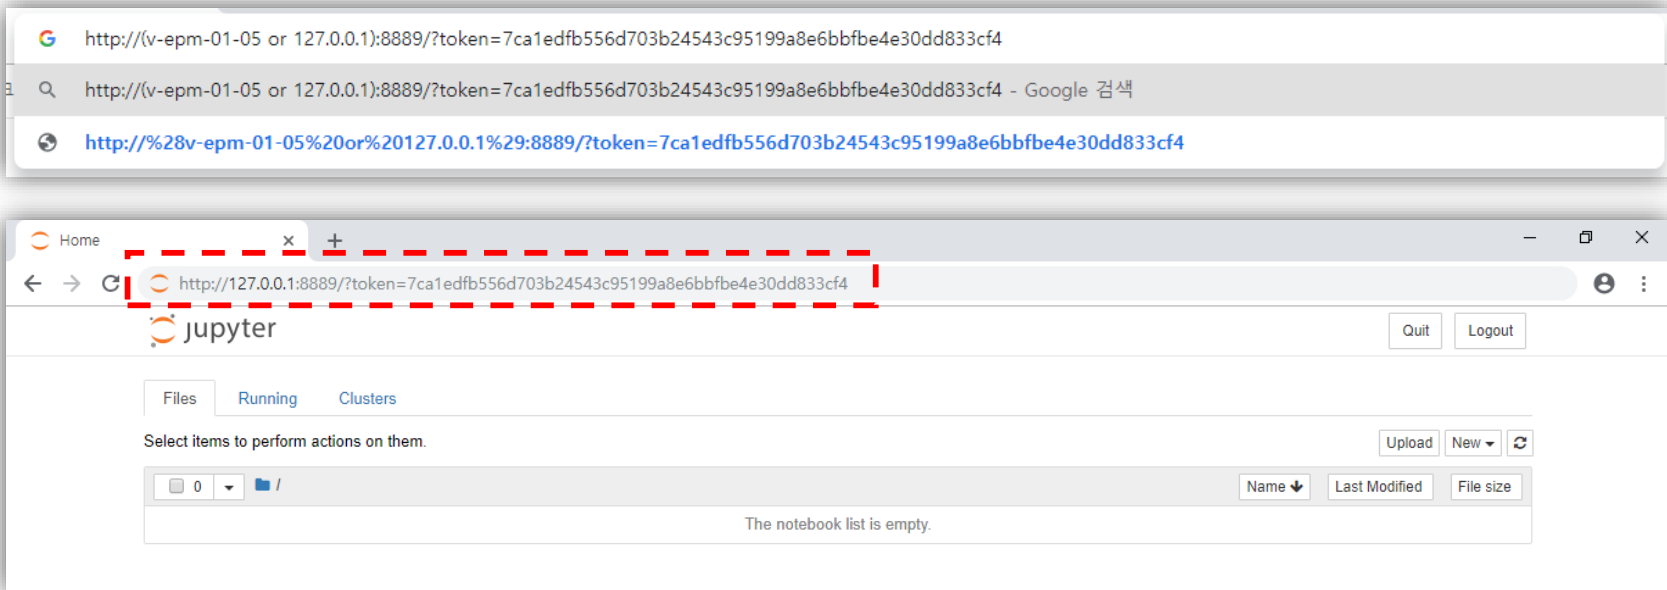 http://(v-epm-01-05 or 127.0.0.1):8889/?token=7ca1edfb556d703b24543c95199a8e6bbfbe4e30dd833cf4
http://(v-epm-01-05 or 127.0.0.1):8889/?token=7ca1edfb556d703b24543c95199a8e6bbfbe4e30dd833cf4 - Google 검색
http://%28v-epm-01-05%20or%20127.0.0.1%29:8889/?token=7ca1edfb556d703b24543c95199a8e6bbfbe4e30dd833cf4
Home
http://127.0.0.1:8889/?token=7ca1edfb556d703b24543c95199a8e6bbfbe4e30dd833cf4
jupyter Quit Logout
Files Running Clusters
Select items to perform actions on them. Upload New
0 / Name Last Modified File size
The notebook list is empty.